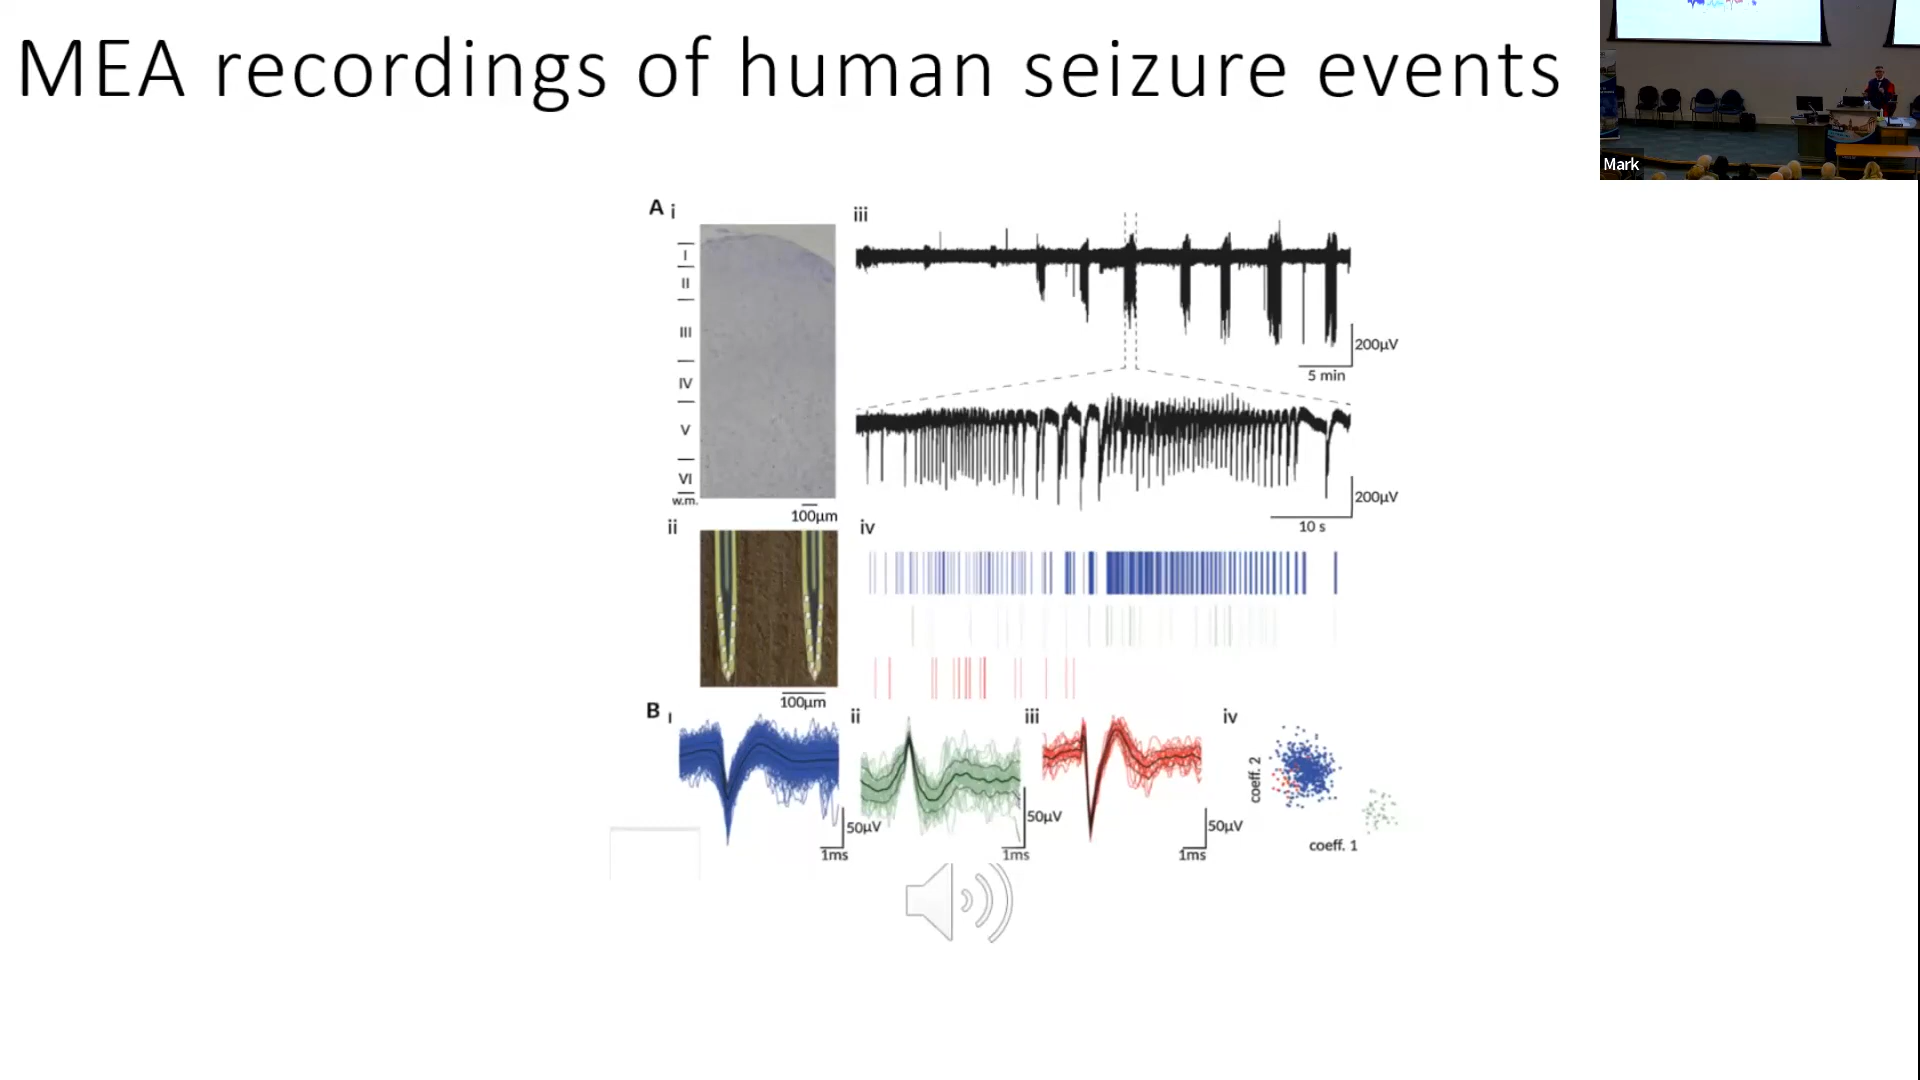 MEA recordings of human seizure events
Mark
A i
iii
I
II
III
IV
V
VI
w.m.
100µm
200µV
5 min
200µV
10 s
ii
iv
100µm
B i
ii
iii
iv
50µV
1ms
50µV
1ms
50µV
1ms
coeff. 2
coeff. 1